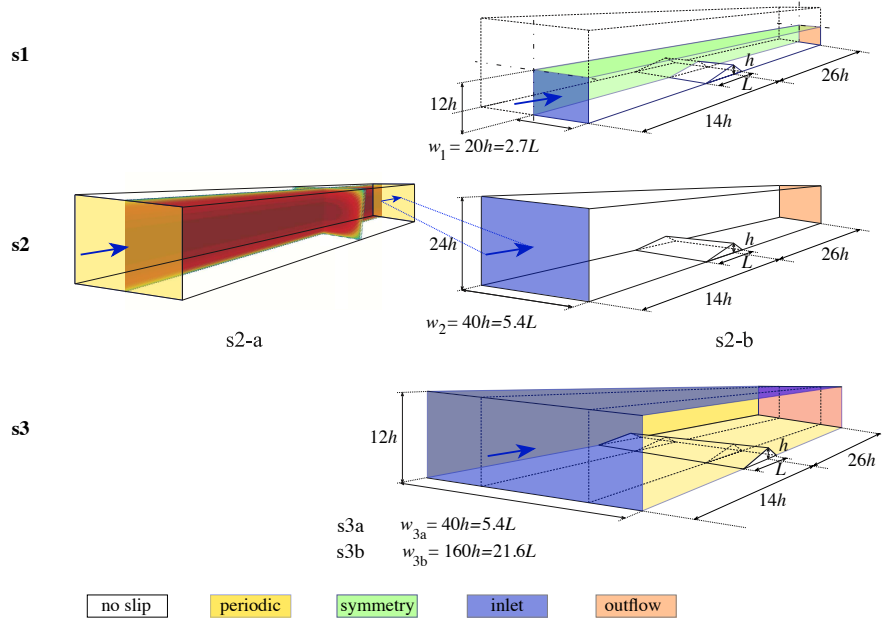 s1
h
L
26h
12h
14h
w1 = 20h=2.7L
s2
24h
h
L
26h
14h
w2 = 40h=5.4L
s2-a
s2-b
s3
12h
h
L
26h
14h
s3a w3a = 40h=5.4L
s3b w3b = 160h=21.6L
no slip periodic symmetry inlet outflow